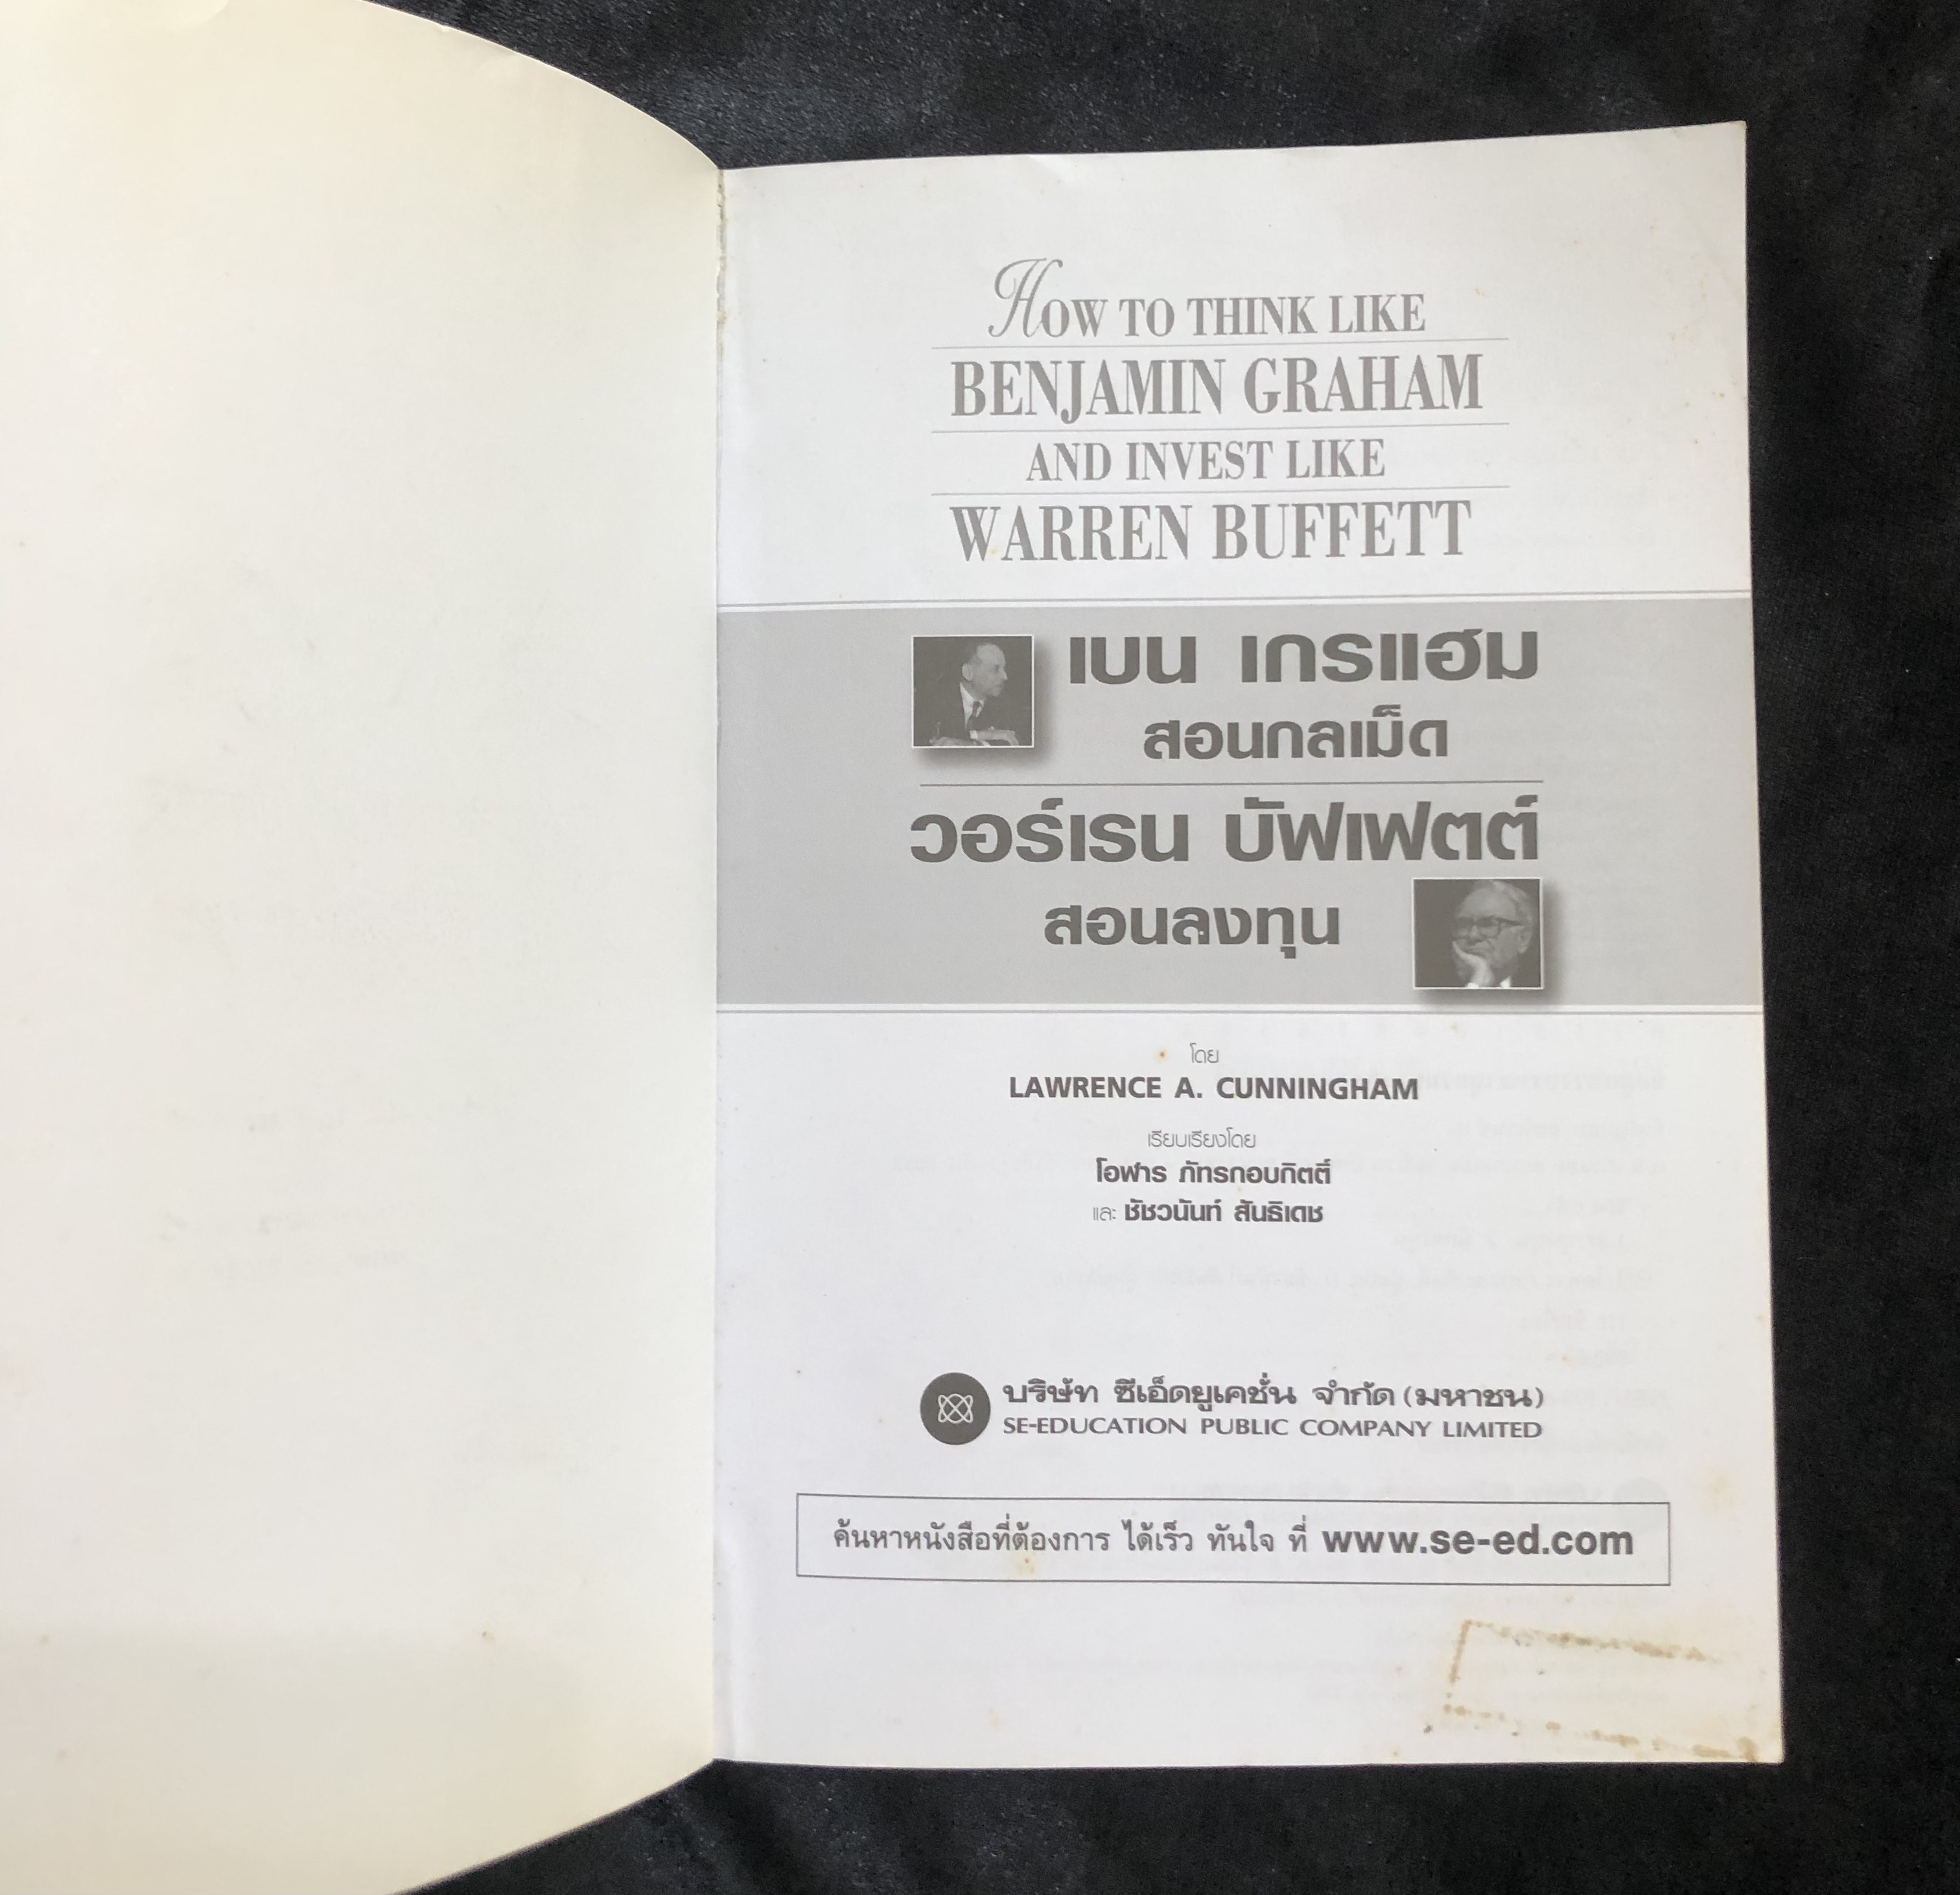 HOW TO THINK LIKE
BENJAMIN GRAHAM
AND INVEST LIKE
WARREN BUFFETT
เบน เกรแฮม
สอนกลเม็ด
วอร์เรน บัฟเฟตต์
สอนลงทุน
โดย
LAWRENCE A. CUNNINGHAM
เรียบเรียงโดย
โอฬาร ภัทรกอบกิตติ์
และ ชัชวนันท์ สันธิเดช
บริษัท ซีเอ็ดยูเคชั่น จำกัด (มหาชน)
SE-EDUCATION PUBLIC COMPANY LIMITED
ค้นหาหนังสือที่ต้องการ ได้เร็ว ทันใจ ที่ www.se-ed.com